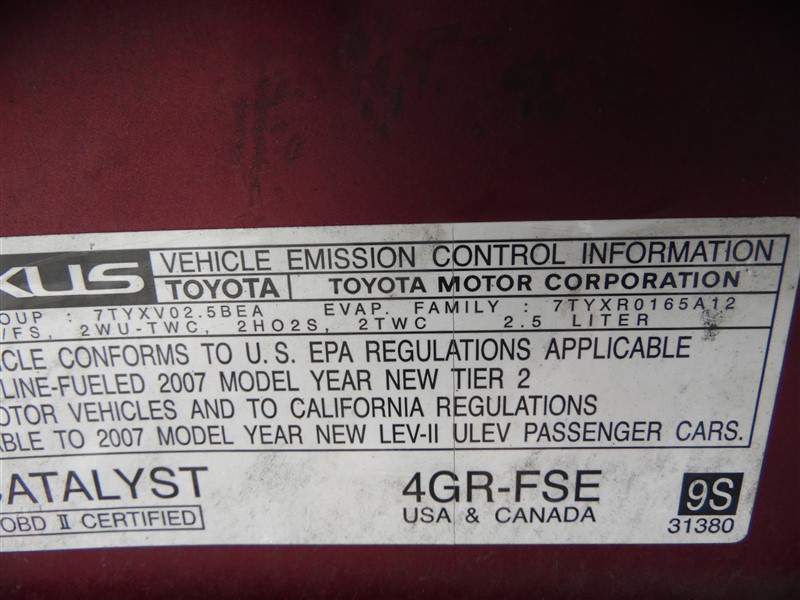 XUS VEHICLE EMISSION CONTROL INFORMATION
TOYOTA TOYOTA MOTOR CORPORATION
OUP : 7TYXV02.5BEA EVAP. FAMILY : 7TYXR0165A12
/FS, 2WU-TWC, 2HO2S, 2TWC 2.5 LITER
ICLE CONFORMS TO U.S. EPA REGULATIONS APPLICABLE
LINE-FUELED 2007 MODEL YEAR NEW TIER 2
OTOR VEHICLES AND TO CALIFORNIA REGULATIONS
ABLE TO 2007 MODEL YEAR NEW LEV-II ULEV PASSENGER CARS.
CATALYST 4GR-FSE 9S
OBD II CERTIFIED USA & CANADA 31380